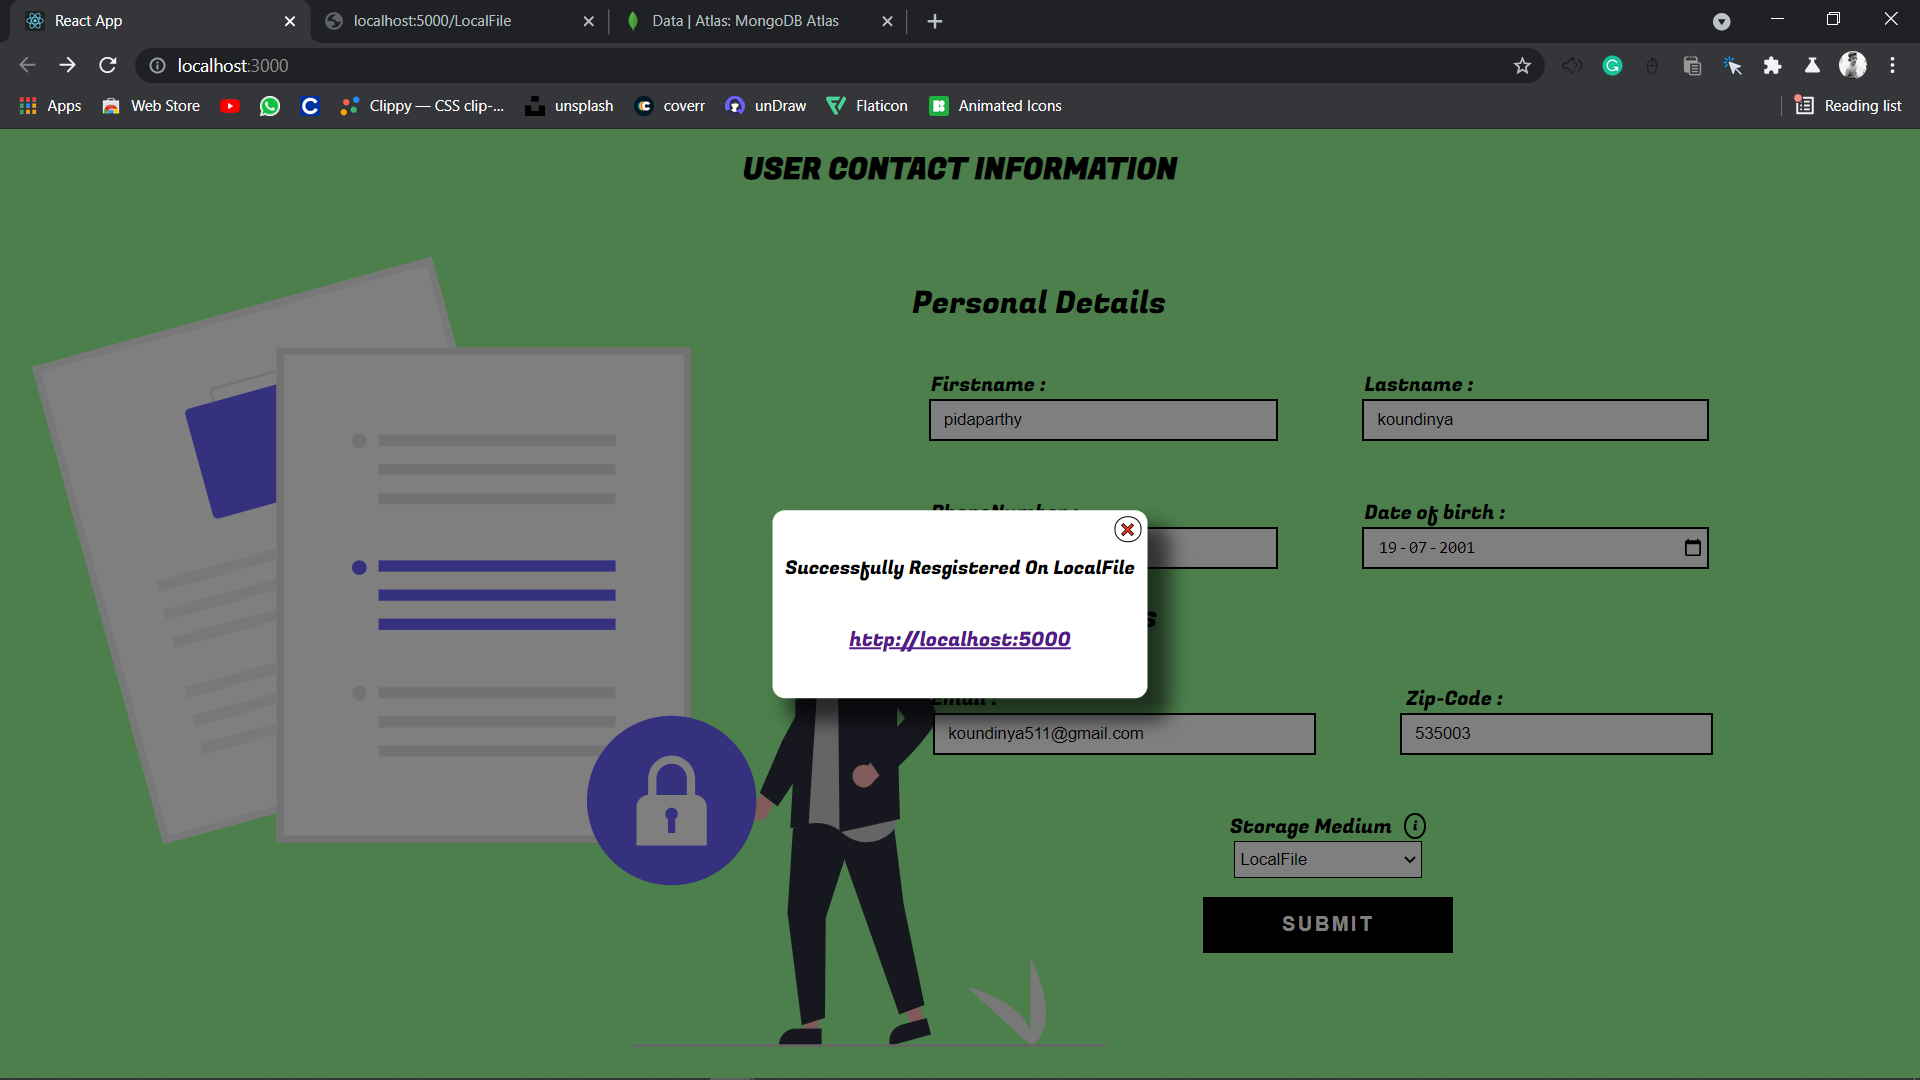 React App
localhost:5000/LocalFile
Data | Atlas: MongoDB Atlas
localhost:3000
Apps
Web Store
Clippy — CSS clip-...
unsplash
coverr
unDraw
Flaticon
Animated Icons
Reading list
USER CONTACT INFORMATION
Personal Details
Firstname :
Lastname :
pidaparthy
koundinya
Date of birth :
19-07-2001
Successfully Resgistered On LocalFile
http://localhost:5000
Email :
Zip-Code :
koundinya511@gmail.com
535003
Storage Medium i
LocalFile
SUBMIT